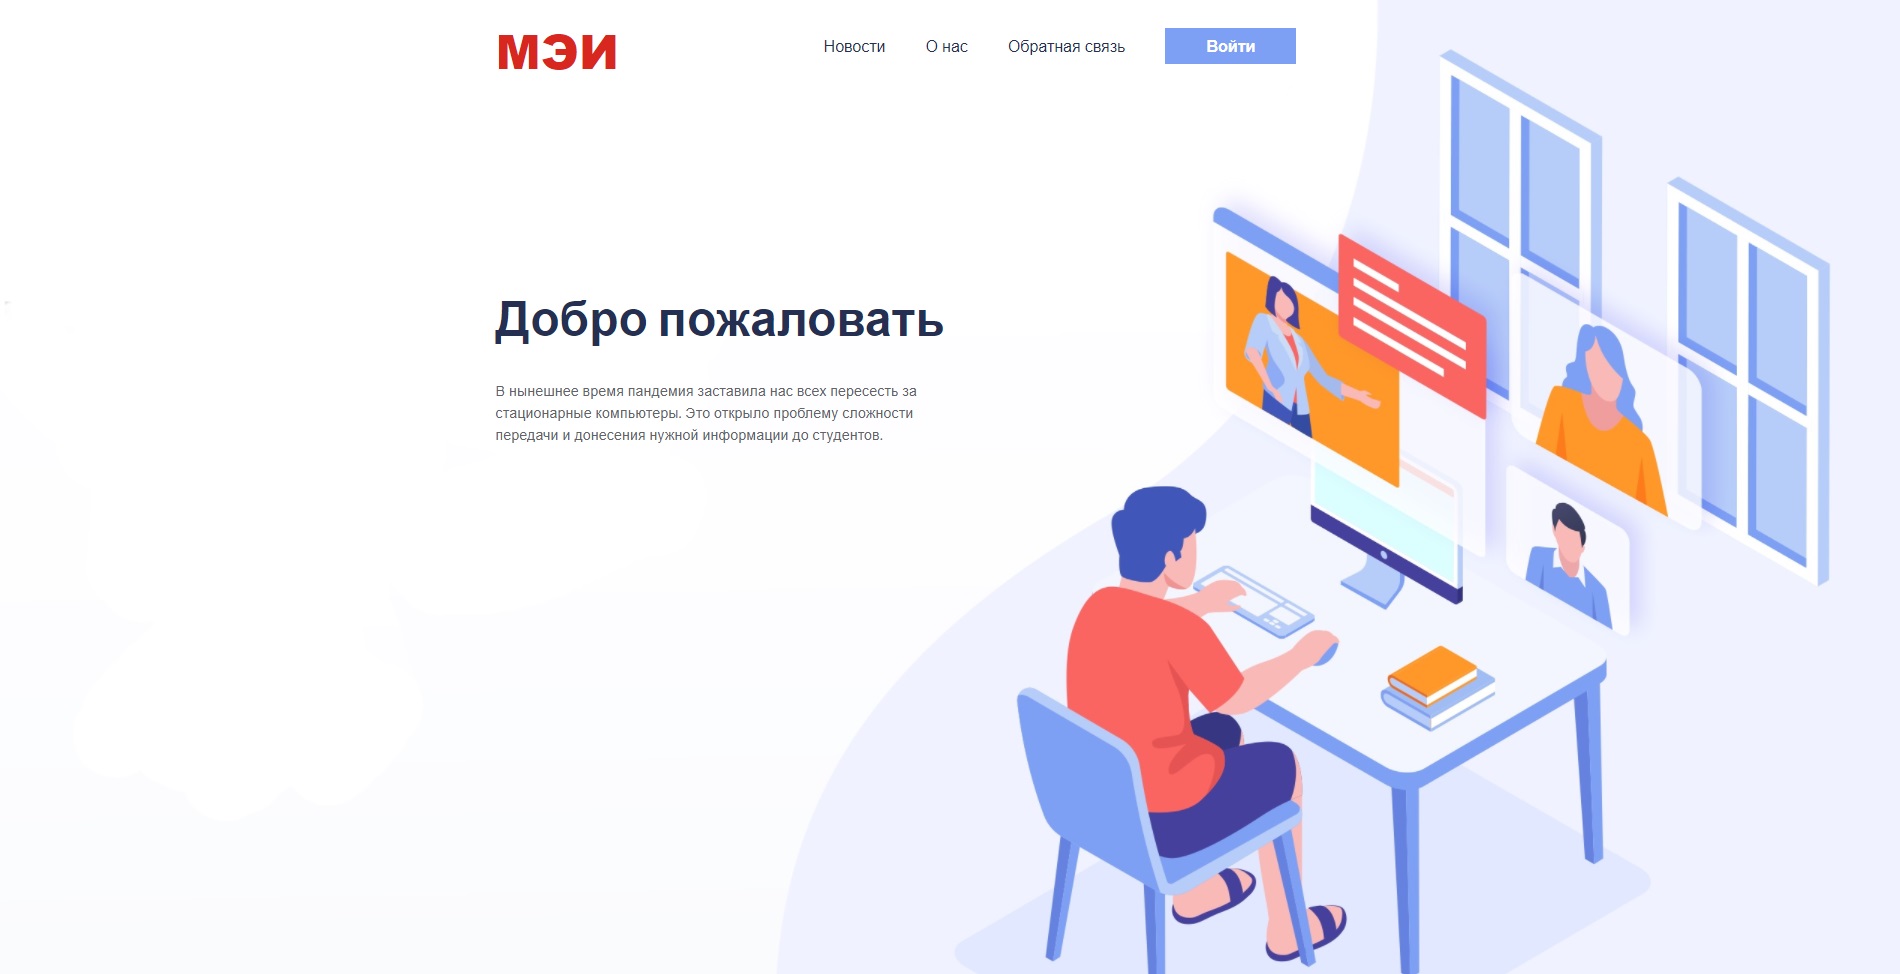 МЭИ
Новости
О нас
Обратная связь
Войти
Добро пожаловать
В нынешнее время пандемия заставила нас всех пересесть за
стационарные компьютеры. Это открыло проблему сложности
передачи и донесения нужной информации до студентов.